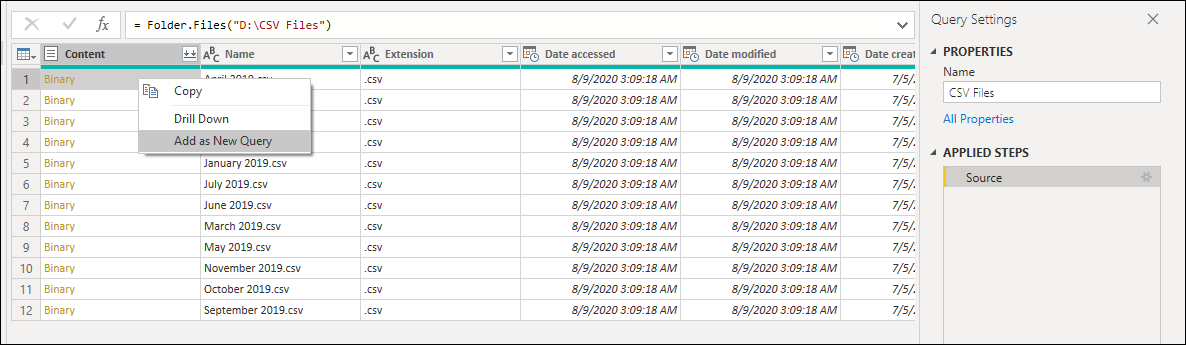 fx = Folder.Files("D:\CSV Files")
Query Settings
Content ABC Name ABC Extension Date accessed Date modified Date creat
1 Binary April 2019.csv .csv 8/9/2020 3:09:18 AM 8/9/2020 3:09:18 AM 7/5/2
2 Binary .csv 8/9/2020 3:09:18 AM 8/9/2020 3:09:18 AM 7/5/2
3 Binary .csv 8/9/2020 3:09:18 AM 8/9/2020 3:09:18 AM 7/5/2
4 Binary .csv 8/9/2020 3:09:18 AM 8/9/2020 3:09:18 AM 7/5/2
5 Binary January 2019.csv .csv 8/9/2020 3:09:18 AM 8/9/2020 3:09:18 AM 7/5/2
6 Binary July 2019.csv .csv 8/9/2020 3:09:18 AM 8/9/2020 3:09:18 AM 7/5/2
7 Binary June 2019.csv .csv 8/9/2020 3:09:18 AM 8/9/2020 3:09:18 AM 7/5/2
8 Binary March 2019.csv .csv 8/9/2020 3:09:18 AM 8/9/2020 3:09:18 AM 7/5/2
9 Binary May 2019.csv .csv 8/9/2020 3:09:18 AM 8/9/2020 3:09:18 AM 7/5/2
10 Binary November 2019.csv .csv 8/9/2020 3:09:18 AM 8/9/2020 3:09:18 AM 7/5/2
11 Binary October 2019.csv .csv 8/9/2020 3:09:18 AM 8/9/2020 3:09:18 AM 7/5/2
12 Binary September 2019.csv .csv 8/9/2020 3:09:18 AM 8/9/2020 3:09:18 AM 7/5/2
Copy
Drill Down
Add as New Query
PROPERTIES
Name
CSV Files
All Properties
APPLIED STEPS
Source